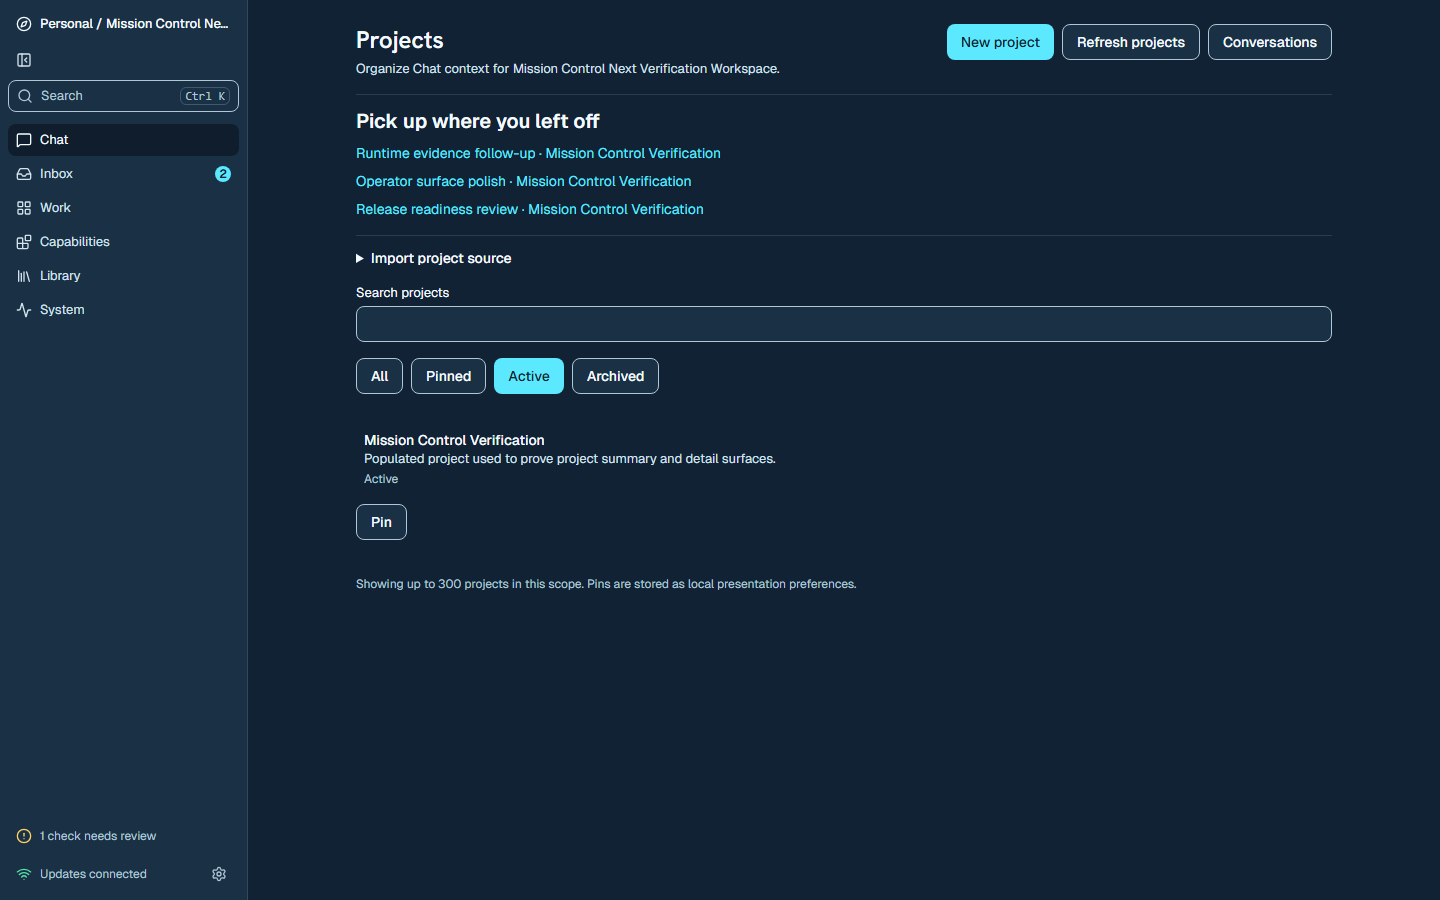 Personal / Mission Control Ne...
Search
Ctrl K
Chat
Inbox
2
Work
Capabilities
Library
System
1 check needs review
Updates connected
Projects
Organize Chat context for Mission Control Next Verification Workspace.
New project
Refresh projects
Conversations
Pick up where you left off
Runtime evidence follow-up · Mission Control Verification
Operator surface polish · Mission Control Verification
Release readiness review · Mission Control Verification
Import project source
Search projects
All
Pinned
Active
Archived
Mission Control Verification
Populated project used to prove project summary and detail surfaces.
Active
Pin
Showing up to 300 projects in this scope. Pins are stored as local presentation preferences.